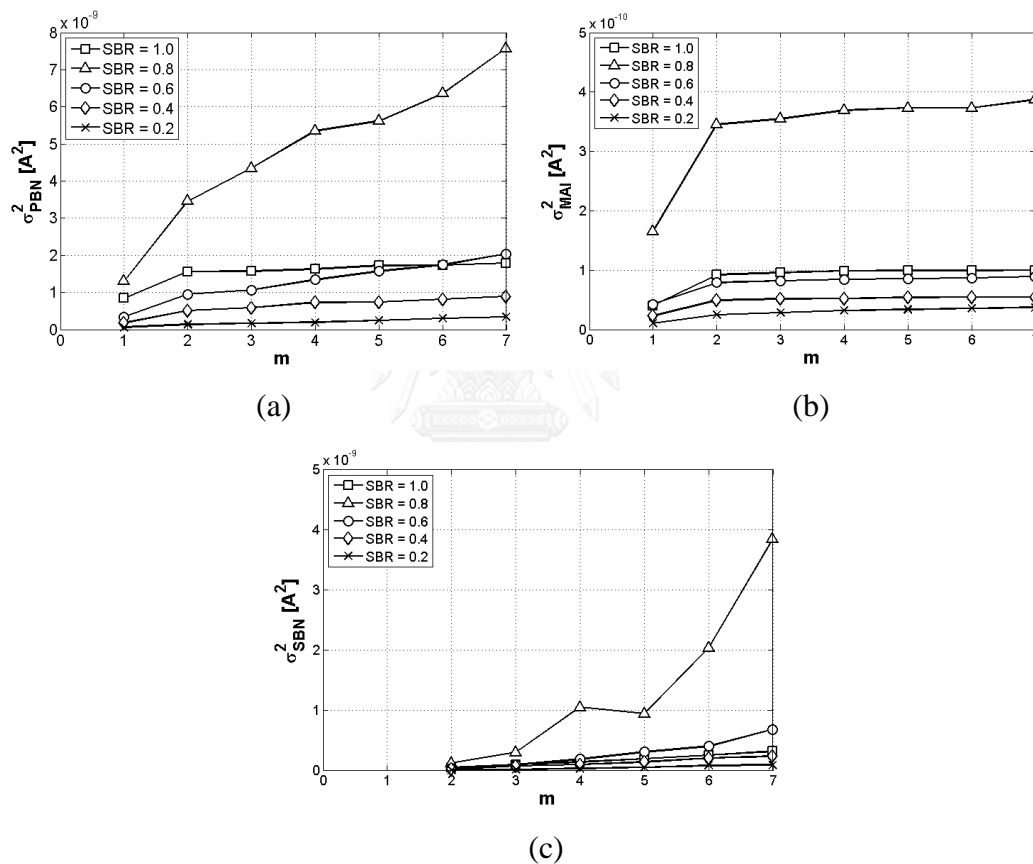 x 10^-9
8
7
6
5
4
3
2
1
0
σ²_PBN [A²]
SBR = 1.0
SBR = 0.8
SBR = 0.6
SBR = 0.4
SBR = 0.2
0 1 2 3 4 5 6 7
m
(a)
x 10^-10
5
4
3
2
1
0
σ²_MAI [A²]
SBR = 1.0
SBR = 0.8
SBR = 0.6
SBR = 0.4
SBR = 0.2
0 1 2 3 4 5 6 7
m
(b)
x 10^-9
5
4
3
2
1
0
σ²_SBN [A²]
SBR = 1.0
SBR = 0.8
SBR = 0.6
SBR = 0.4
SBR = 0.2
0 1 2 3 4 5 6 7
m
(c)